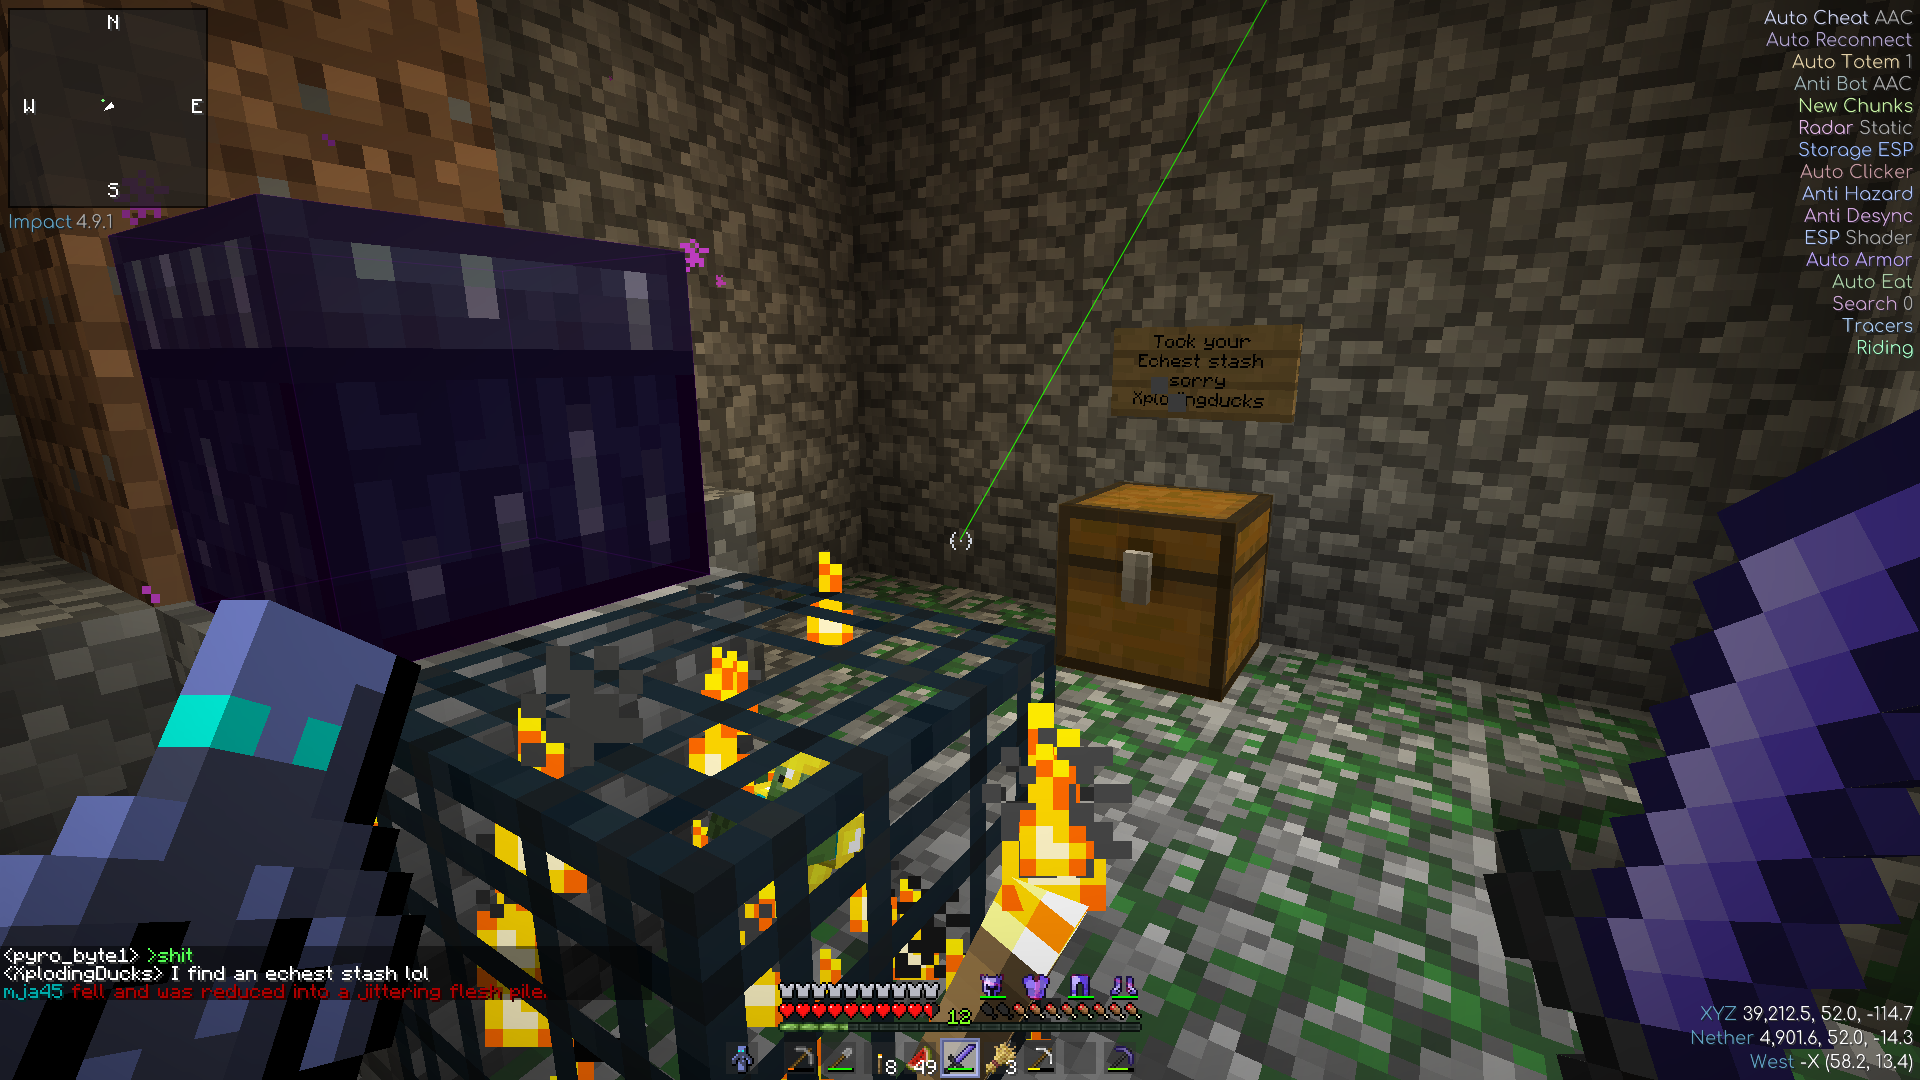 N
W
E
S
Impact 4.9.1
Auto Cheat AAC
Auto Reconnect
Auto Totem 1
Anti Bot AAC
New Chunks
Radar Static
Storage ESP
Auto Clicker
Anti Hazard
Anti Desync
ESP Shader
Auto Armor
Auto Eat
Search 0
Tracers
Riding
Took your
Echest stash
sorry
Xplodingducks
<pyro_byte1> >shit
<XplodingDucks> I find an echest stash lol
mja45 fell and was reduced into a jittering flesh pile.
12
8
49
3
XYZ 39,212.5, 52.0, -114.7
Nether 4,901.6, 52.0, -14.3
West -X (58.2, 13.4)